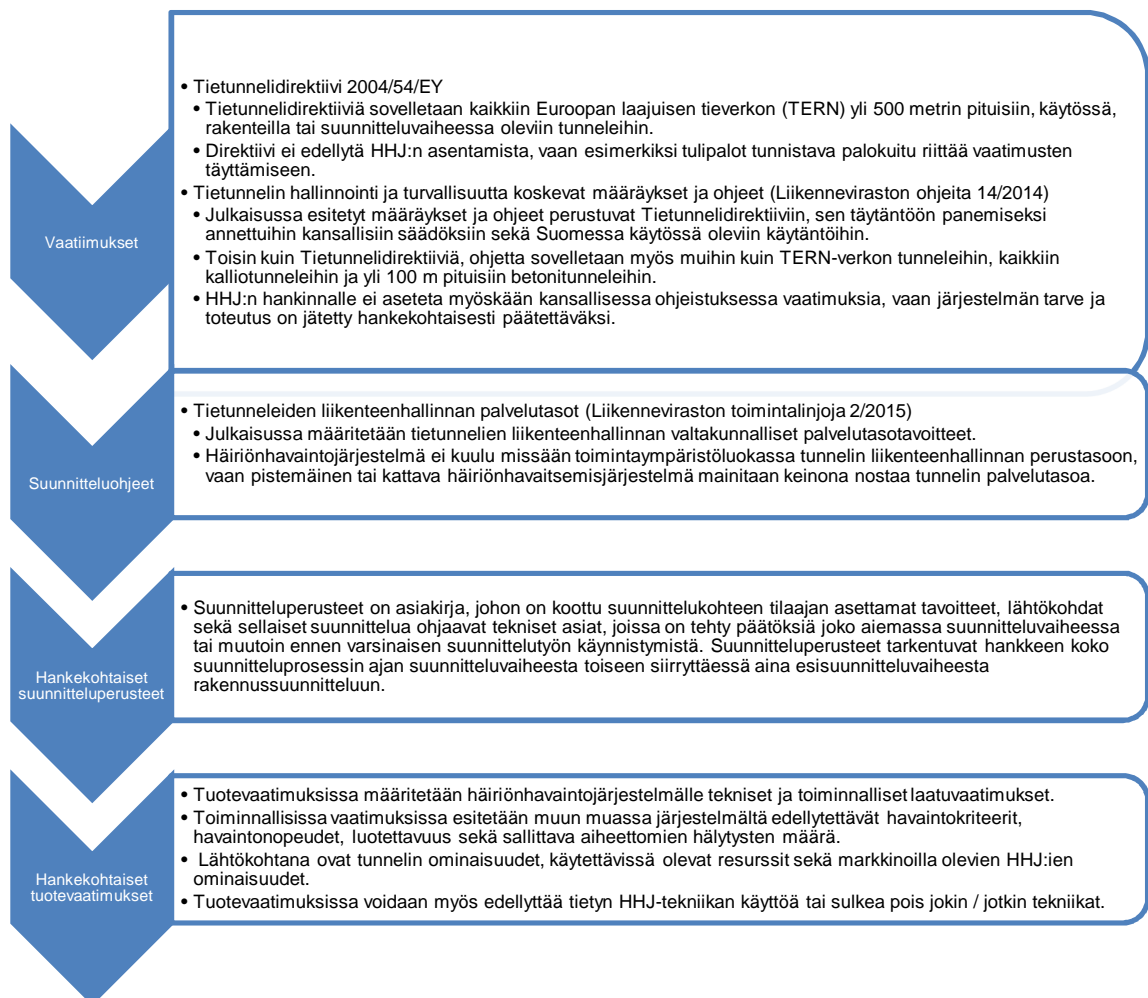 Vaatiimukset
• Tietunnelidirektiivi 2004/54/EY
• Tietunnelidirektiiviä sovelletaan kaikkiin Euroopan laajuisen tieverkon (TERN) yli 500 metrin pituisiin, käytössä,
rakenteilla tai suunnitteluvaiheessa oleviin tunneleihin.
• Direktiivi ei edellytä HHJ:n asentamista, vaan esimerkiksi tulipalot tunnistava palokuitu riittää vaatimusten
täyttämiseen.
• Tietunnelin hallinnointi ja turvallisuutta koskevat määräykset ja ohjeet (Liikenneviraston ohjeita 14/2014)
• Julkaisussa esitetyt määräykset ja ohjeet perustuvat Tietunnelidirektiiviin, sen täytäntöön panemiseksi
annettuihin kansallisiin säädöksiin sekä Suomessa käytössä oleviin käytäntöihin.
• Toisin kuin Tietunnelidirektiiviä, ohjetta sovelletaan myös muihin kuin TERN-verkon tunneleihin, kaikkiin
kalliotunneleihin ja yli 100 m pituisiin betonitunneleihin.
• HHJ:n hankinnalle ei aseteta myöskään kansallisessa ohjeistuksessa vaatimuksia, vaan järjestelmän tarve ja
toteutus on jätetty hankekohtaisesti päätettäväksi.
Suunnitteluohjeet
• Tietunneleiden liikenteenhallinnan palvelutasot (Liikenneviraston toimintalinjoja 2/2015)
• Julkaisussa määritetään tietunnelien liikenteenhallinnan valtakunnalliset palvelutasotavoitteet.
• Häiriönhavaintojärjestelmä ei kuulu missään toimintaympäristöluokassa tunnelin liikenteenhallinnan perustasoon,
vaan pistemäinen tai kattava häiriönhavaitsemisjärjestelmä mainitaan keinona nostaa tunnelin palvelutasoa.
Hankekohtaiset
suunnitteluperusteet
• Suunnitteluperusteet on asiakirja, johon on koottu suunnittelukohteen tilaajan asettamat tavoitteet, lähtökohdat
sekä sellaiset suunnittelua ohjaavat tekniset asiat, joissa on tehty päätöksiä joko aiemassa suunnitteluvaiheessa
tai muutoin ennen varsinaisen suunnittelutyön käynnistymistä. Suunnitteluperusteet tarkentuvat hankkeen koko
suunnitteluprosessin ajan suunnitteluvaiheesta toiseen siirryttäessä aina esisuunnitteluvaiheesta
rakennussuunnitteluun.
Hankekohtaiset
tuotevaatimukset
• Tuotevaatimuksissa määritetään häiriönhavaintojärjestelmälle tekniset ja toiminnalliset laatuvaatimukset.
• Toiminnallisissa vaatimuksissa esitetään muun muassa järjestelmältä edellytettävät havaintokriteerit,
havaintonopeudet, luotettavuus sekä sallittava aiheettomien hälytysten määrä.
• Lähtökohtana ovat tunnelin ominaisuudet, käytettävissä olevat resurssit sekä markkinoilla olevien HHJ:ien
ominaisuudet.
• Tuotevaatimuksissa voidaan myös edellyttää tietyn HHJ-tekniikan käyttöä tai sulkea pois jokin / jotkin tekniikat.